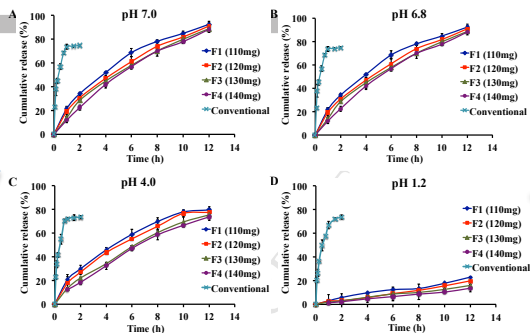 A
pH 7.0
Cumulative release (%)
100
80
60
40
20
0
F1 (110mg)
F2 (120mg)
F3 (130mg)
F4 (140mg)
Conventional
0 2 4 6 8 10 12 14
Time (h)
B
pH 6.8
Cumulative release (%)
100
80
60
40
20
0
F1 (110mg)
F2 (120mg)
F3 (130mg)
F4 (140mg)
Conventional
0 2 4 6 8 10 12 14
Time (h)
C
pH 4.0
Cumulative release (%)
100
80
60
40
20
0
F1 (110mg)
F2 (120mg)
F3 (130mg)
F4 (140mg)
Conventional
0 2 4 6 8 10 12 14
Time (h)
D
pH 1.2
Cumulative release (%)
100
80
60
40
20
0
F1 (110mg)
F2 (120mg)
F3 (130mg)
F4 (140mg)
Conventional
0 2 4 6 8 10 12 14
Time (h)